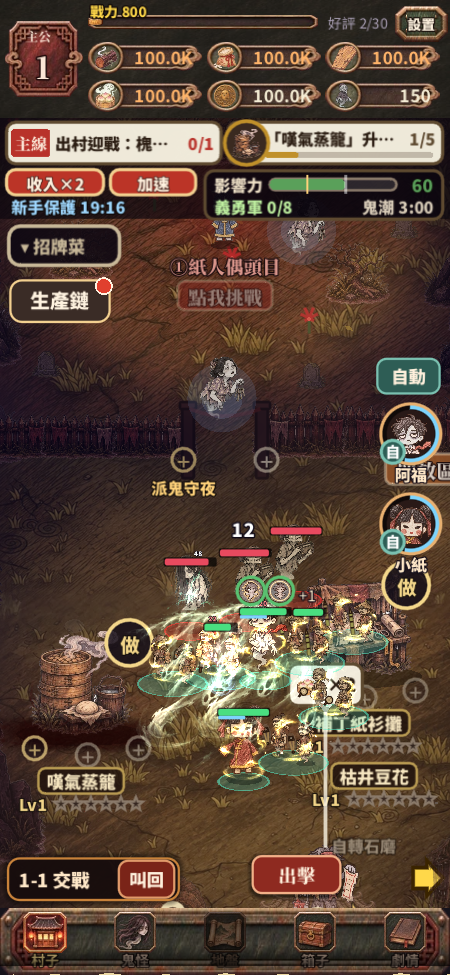 戰力 800
好評 2/30
設置
主公
1
100.0K
100.0K
100.0K
100.0K
100.0K
150
主線 出村迎戰：槐… 0/1
「嘆氣蒸籠」升… 1/5
收入×2
加速
影響力 60
新手保護 19:16
義勇軍 0/8
鬼潮 3:00
▾招牌菜
①紙人偶頭目
點我挑戰
生產鏈
自動
自
阿福
派鬼守夜
12
48
自
小紙
+1
做
做
補丁紙衫攤
枯井豆花
嘆氣蒸籠
Lv1
Lv1
自轉石磨
1-1 交戰
叫回
出擊
村子
鬼怪
地盤
箱子
劇情